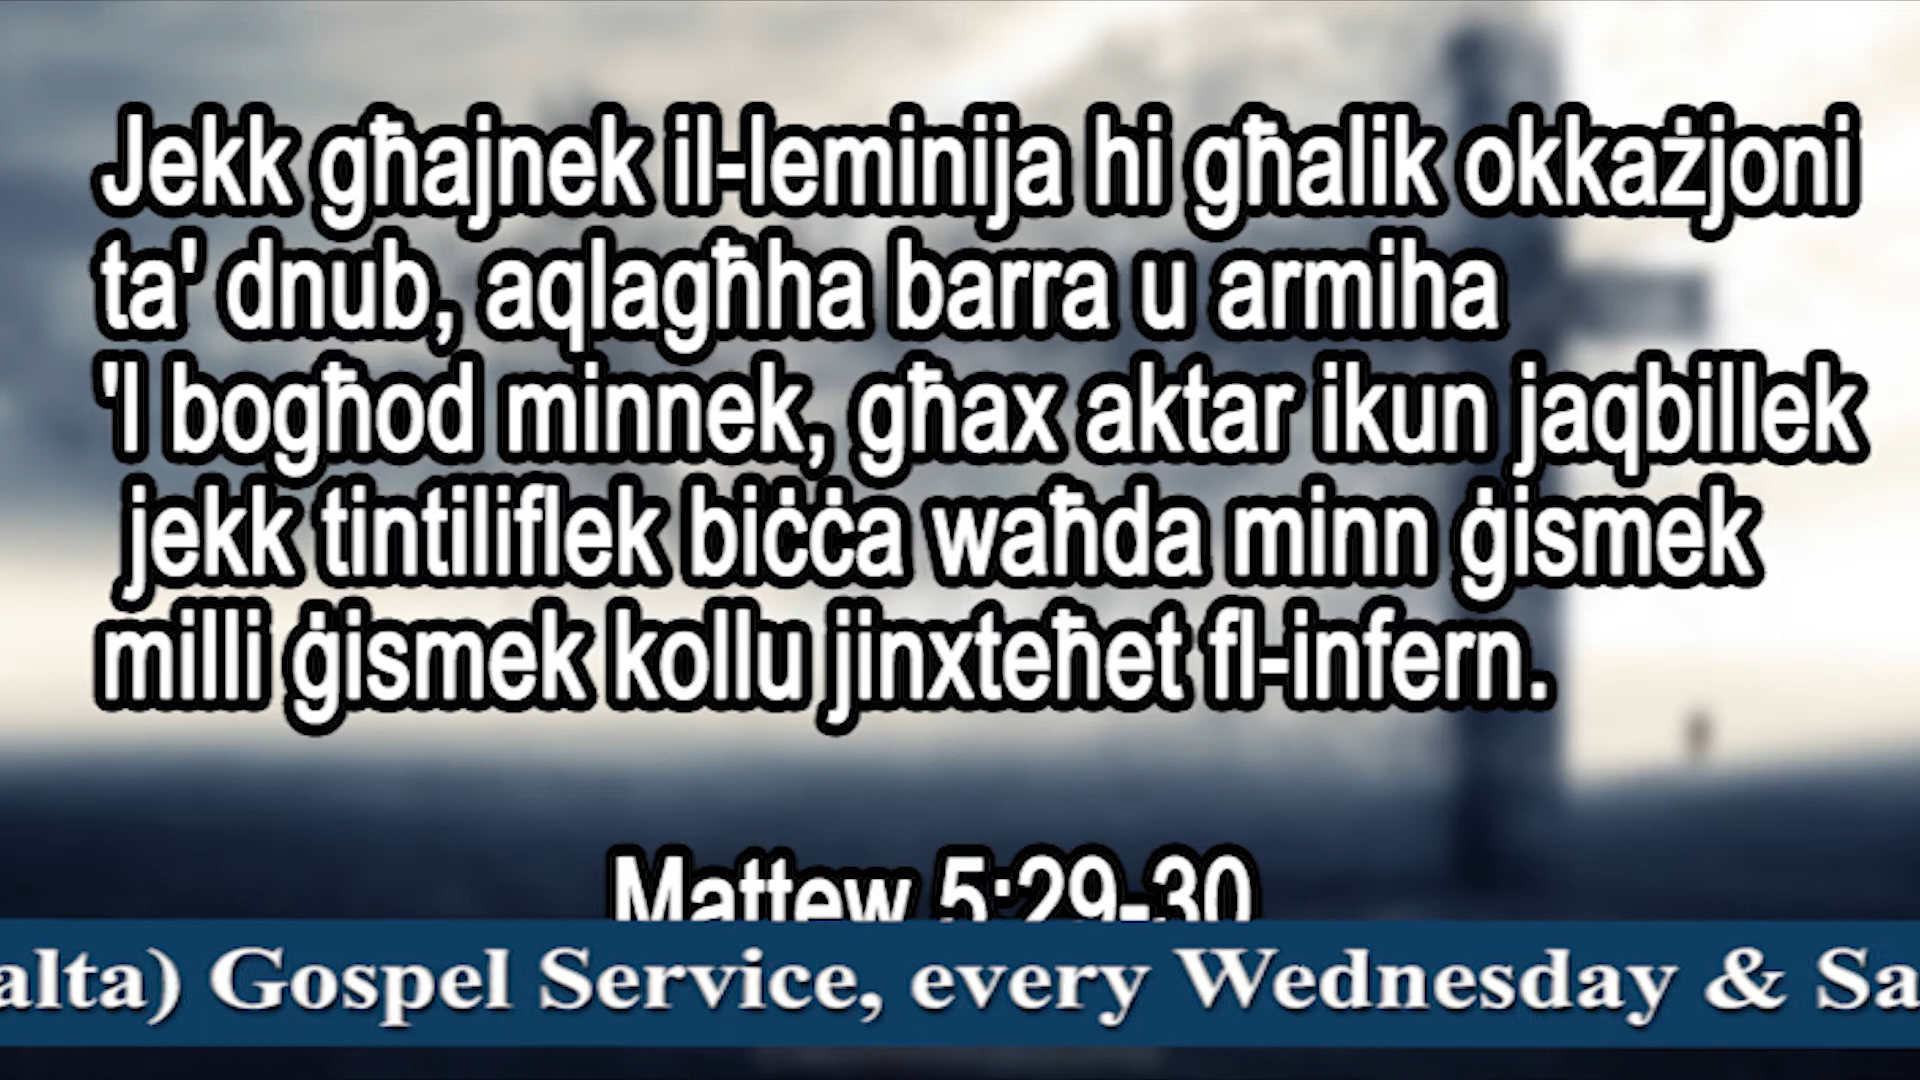 Jekk għajnek il-leminija hi għalik okkażjoni
ta' dnub, aqlagħha barra u armiha
'l bogħod minnek, għax aktar ikun jaqbillek
jekk tintiliflek biċċa waħda minn ġismek
milli ġismek kollu jinxteħet fl-infern.
Mattew 5:29-30
alta) Gospel Service, every Wednesday & Sa